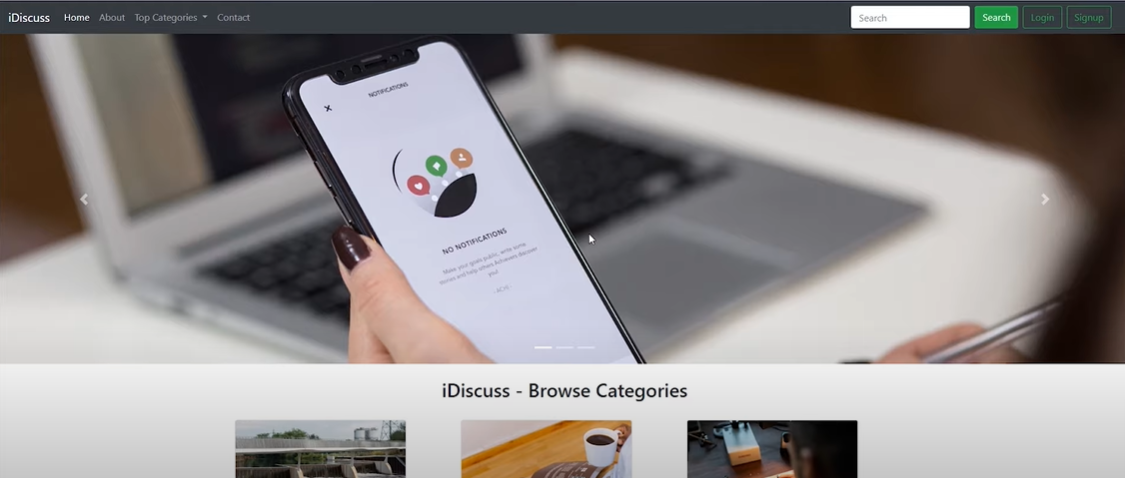 iDiscuss Home About Top Categories Contact Search Search Login Signup
NOTIFICATIONS
NO NOTIFICATIONS
Make your goals public, write some
stories and help others Achievers discover
you!
iDiscuss - Browse Categories